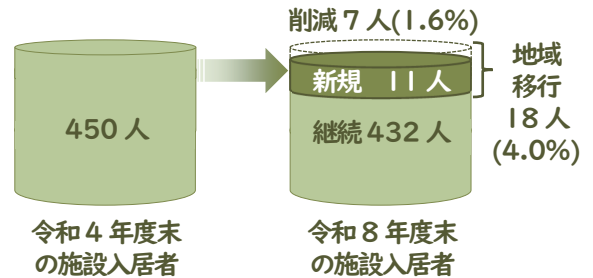 削減7人(1.6%)
地域
移行
18人
(4.0%)
新規 11人
450人
継続432人
令和4年度末
の施設入居者
令和8年度末
の施設入居者